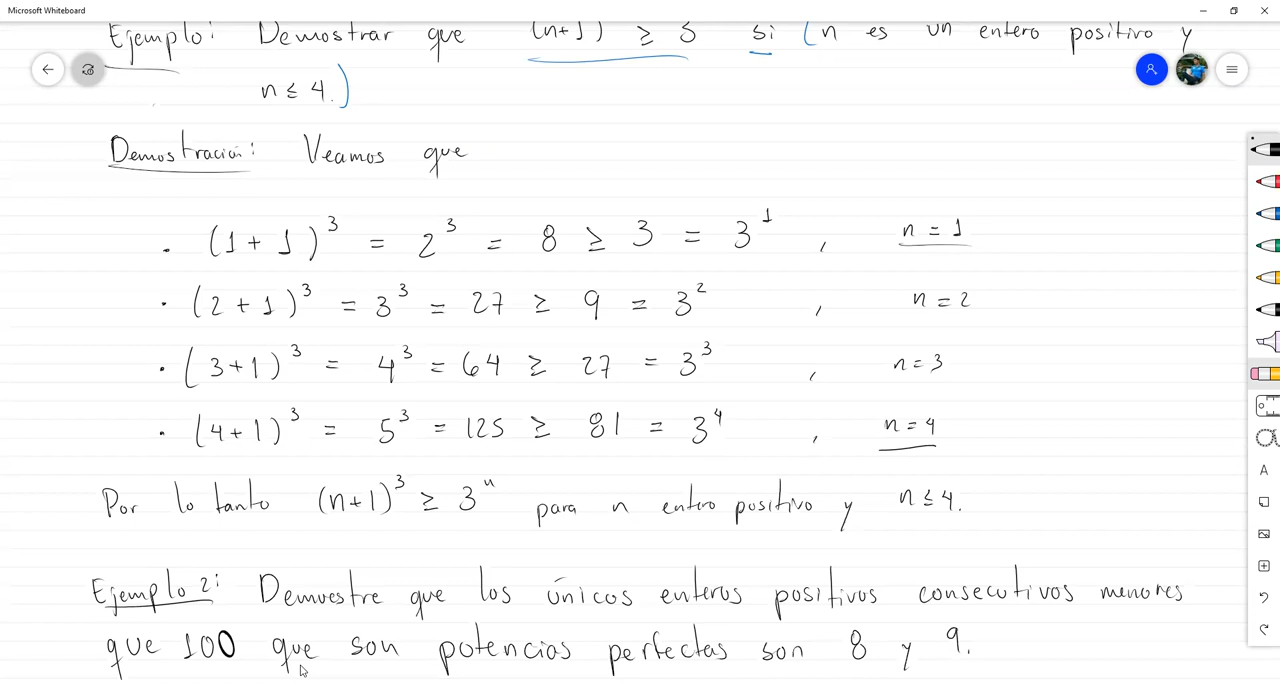 Microsoft Whiteboard
Ejemplo: Demostrar que (n+1) ≥ 3 si (n es un entero positivo y
n ≤ 4.)
Demostración: Veamos que
· (1+1)³ = 2³ = 8 ≥ 3 = 3¹ , n = 1
· (2+1)³ = 3³ = 27 ≥ 9 = 3² , n = 2
· (3+1)³ = 4³ = 64 ≥ 27 = 3³ , n = 3
· (4+1)³ = 5³ = 125 ≥ 81 = 3⁴ , n = 4
Por lo tanto (n+1)³ ≥ 3ⁿ para n entero positivo y n ≤ 4.
Ejemplo 2: Demuestre que los únicos enteros positivos consecutivos menores
que 100 que son potencias perfectas son 8 y 9.